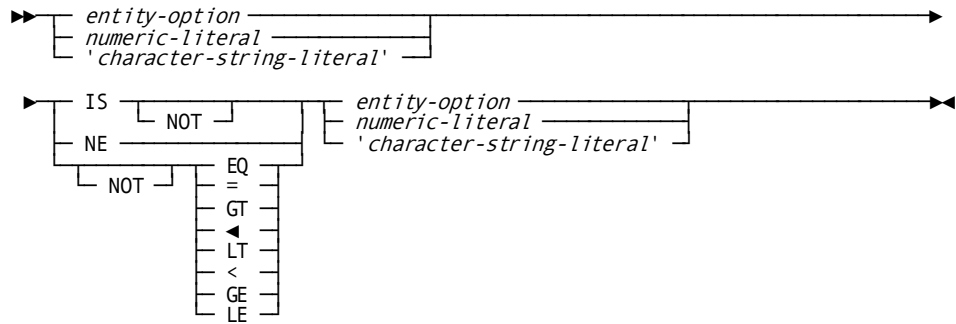 entity-option
numeric-literal
'character-string-literal'
IS NOT entity-option
numeric-literal
NE 'character-string-literal'
NOT EQ
=
GT
◄
LT
<
GE
LE